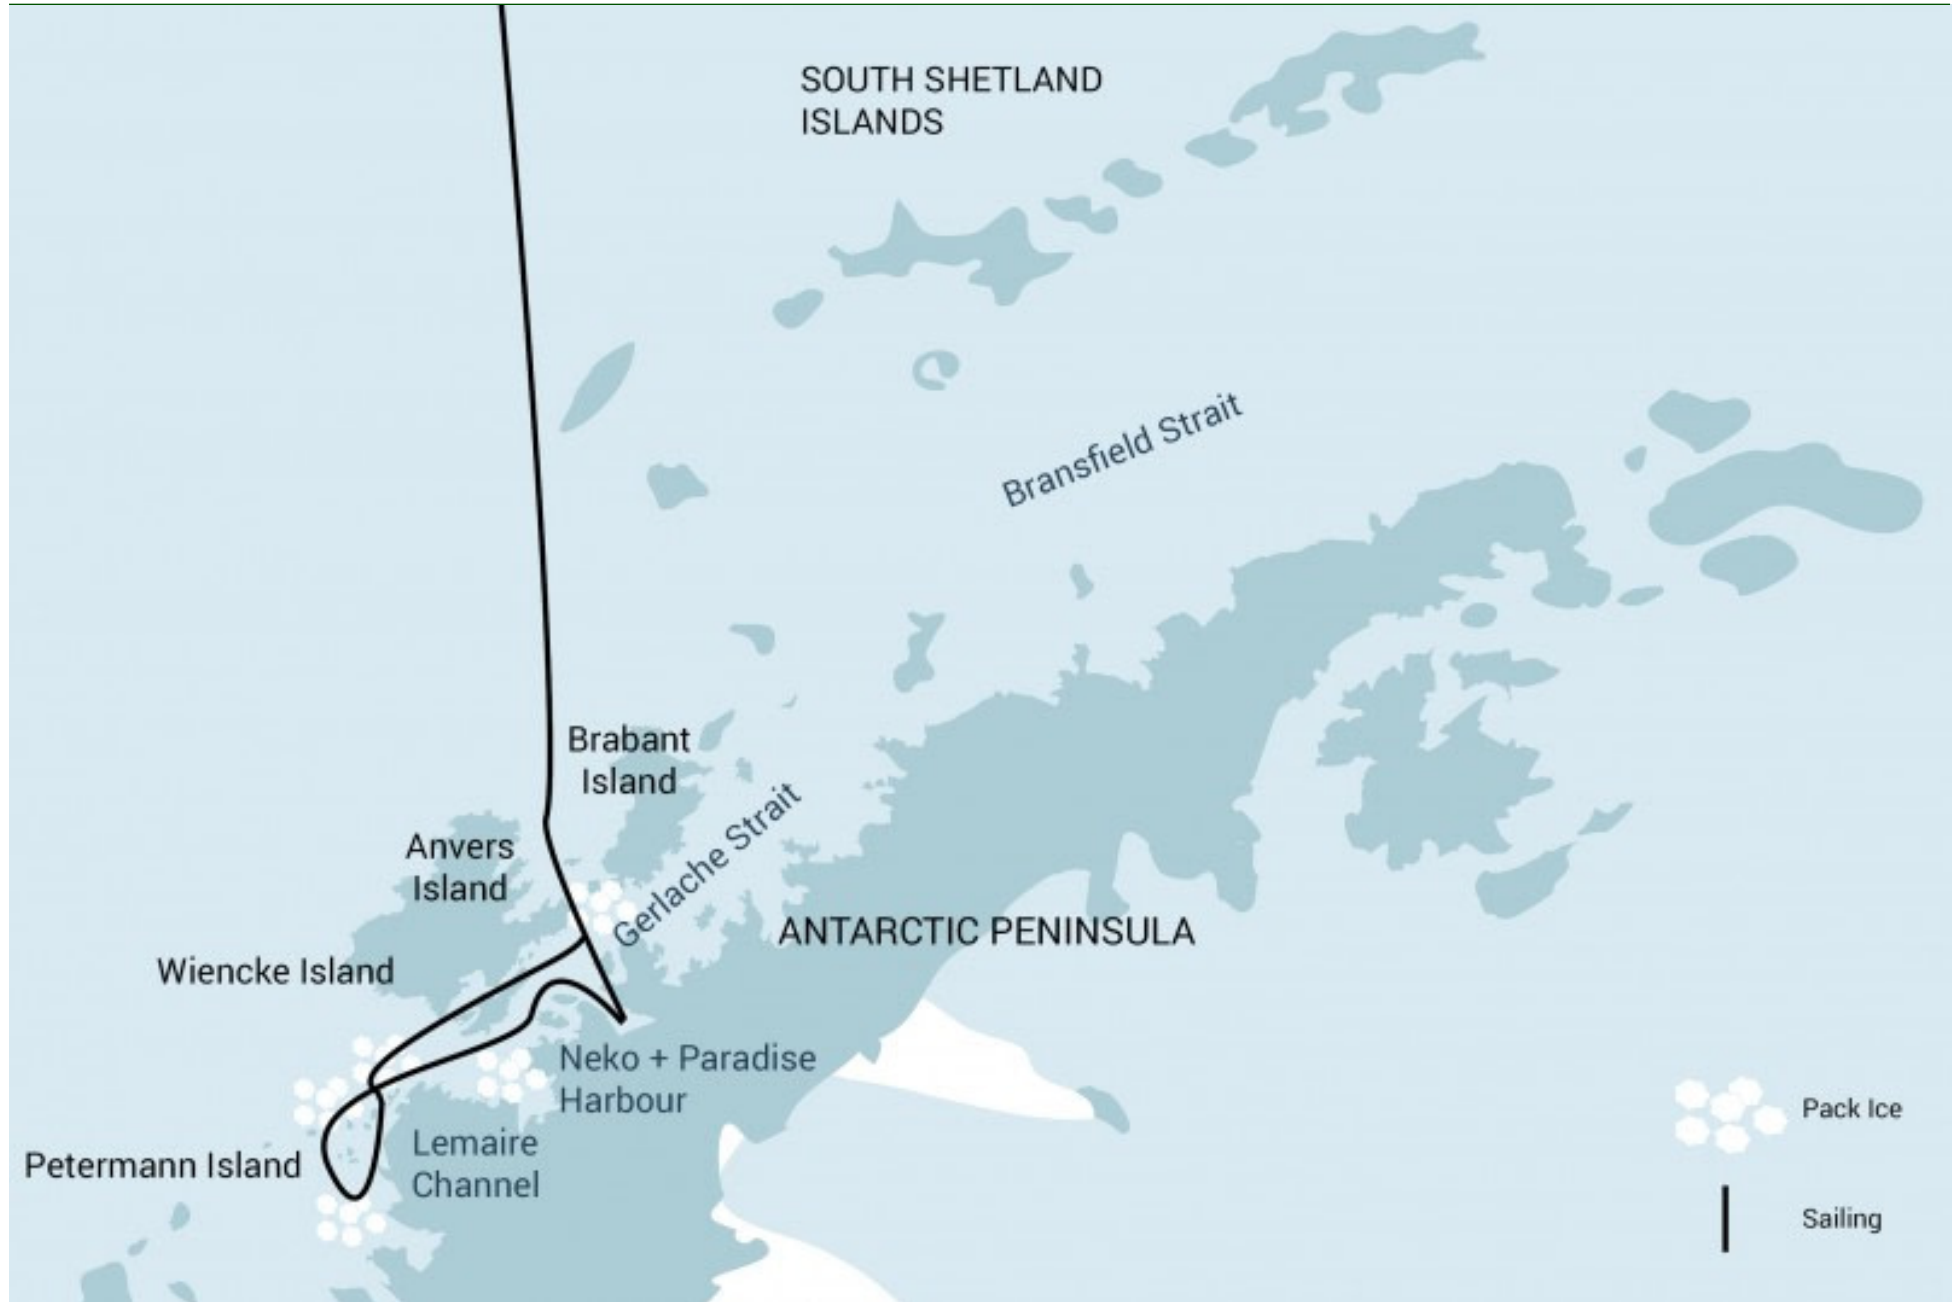 SOUTH SHETLAND
ISLANDS
Bransfield Strait
Brabant
Island
Gerlache Strait
Anvers
Island
ANTARCTIC PENINSULA
Wiencke Island
Neko + Paradise
Harbour
Lemaire
Channel
Petermann Island
Pack Ice
Sailing